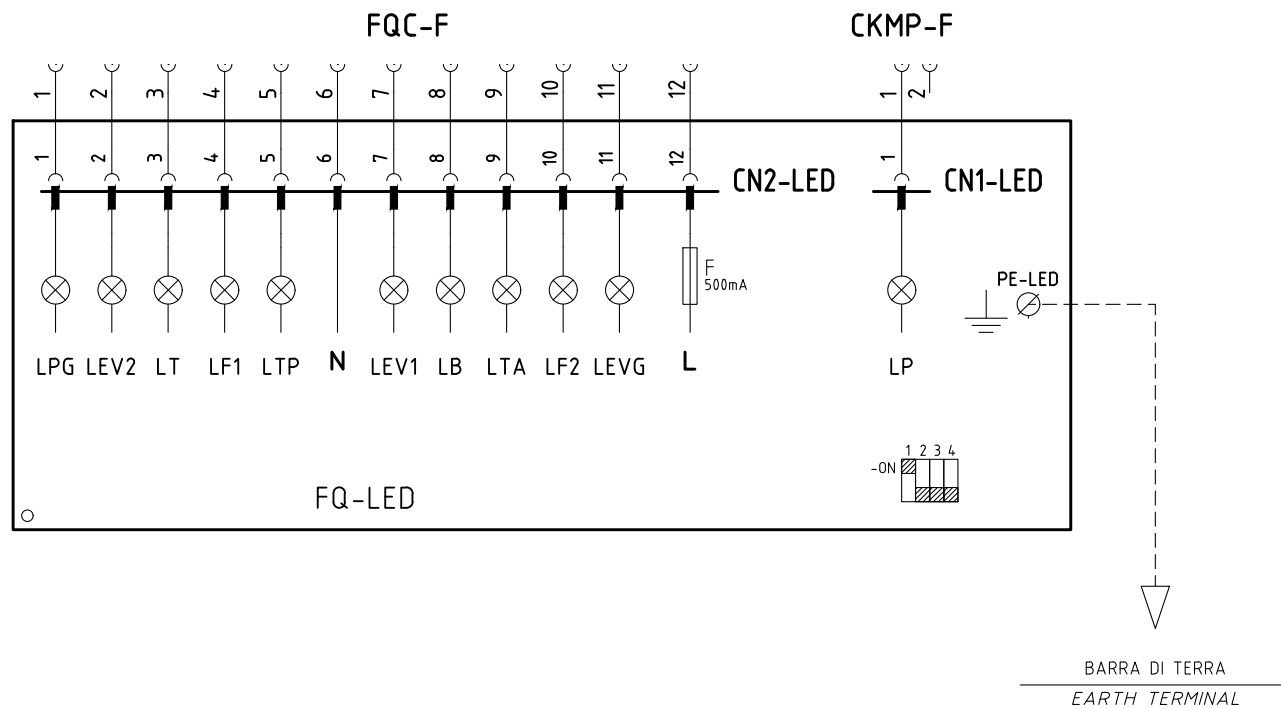 FQC-F CKMP-F
1 2 3 4 5 6 7 8 9 10 11 12 1 2
1 2 3 4 5 6 7 8 9 10 11 12 1
CN2-LED CN1-LED
F
500mA
PE-LED
LPG LEV2 LT LF1 LTP N LEV1 LB LTA LF2 LEVG L LP
1 2 3 4
-ON
FQ-LED
BARRA DI TERRA
EARTH TERMINAL